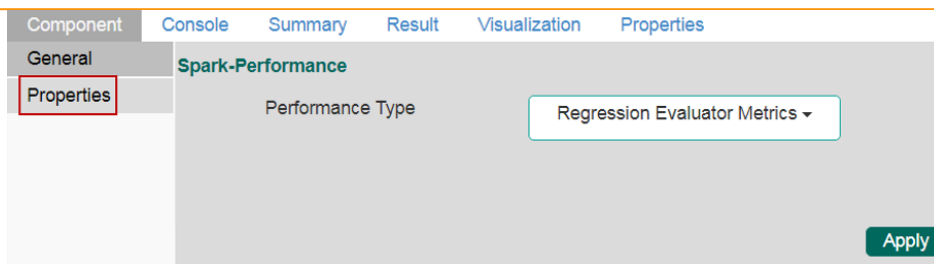 Component Console Summary Result Visualization Properties
General
Spark-Performance
Properties
Performance Type Regression Evaluator Metrics
Apply